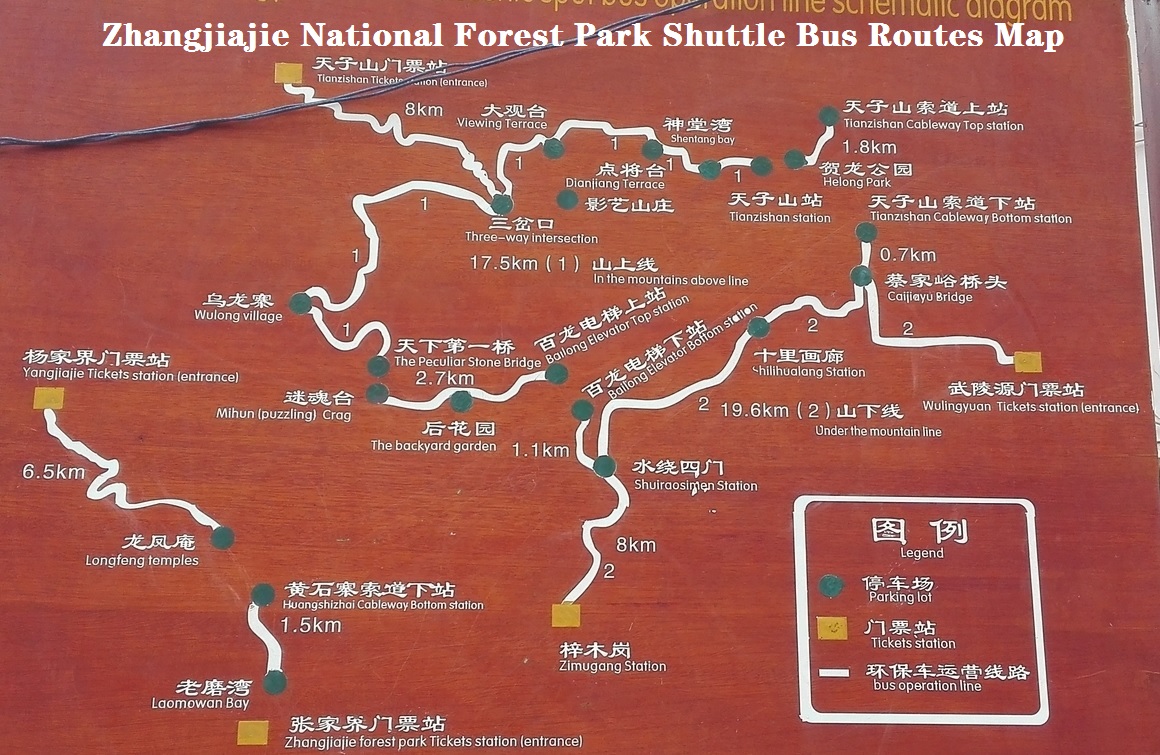 bus operation line schematic diagram
Zhangjiajie National Forest Park Shuttle Bus Routes Map
天子山门票站
Tianzishan Tickets station (entrance)
8km
大观台
Viewing Terrace
1
1
神堂湾
Shentang bay
点将台
Dianjiang Terrace
1
1
天子山索道上站
Tianzishan Cableway Top station
1.8km
贺龙公园
Helong Park
影艺山庄
天子山站
Tianzishan station
天子山索道下站
Tianzishan Cableway Bottom station
0.7km
1
三岔口
Three-way intersection
17.5km ( 1 ) 山上线
In the mountains above line
1
蔡家峪桥头
Caijiayu Bridge
乌龙寨
Wulong village
1
百龙电梯上站
Bailong Elevator Top station
百龙电梯下站
Bailong Elevator Bottom station
2
2
天下第一桥
The Peculiar Stone Bridge
2.7km
十里画廊
Shilihualang Station
杨家界门票站
Yangjiajie Tickets station (entrance)
武陵源门票站
Wulingyuan Tickets station (entrance)
迷魂台
Mihun (puzzling) Crag
2
19.6km ( 2 ) 山下线
Under the mountain line
后花园
The backyard garden
1.1km
6.5km
水绕四门
Shuiraosimen Station
龙凤庵
Longfeng temples
8km
2
黄石寨索道下站
Huangshizhai Cableway Bottom station
1.5km
梓木岗
Zimugang Station
老磨湾
Laomowan Bay
张家界门票站
Zhangjiajie forest park Tickets station (entrance)
图 例
Legend
停车场
Parking lot
门票站
Tickets station
环保车运营线路
bus operation line